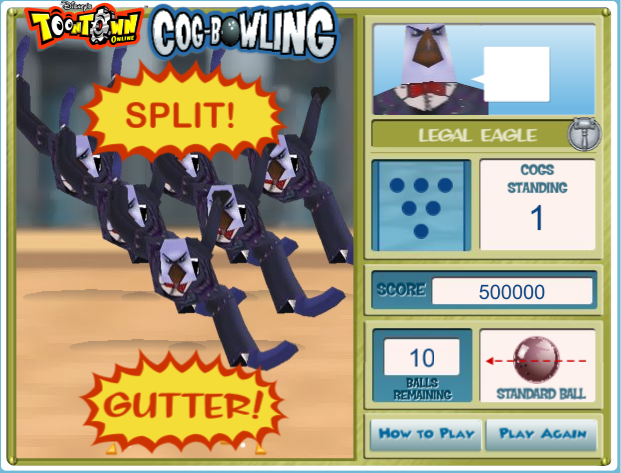 Disney's
TOONTOWN
ONLINE
COG-BOWLING
SPLIT!
LEGAL EAGLE
COGS
STANDING
1
SCORE 500000
10
BALLS
REMAINING
STANDARD BALL
GUTTER!
HOW TO PLAY
PLAY AGAIN